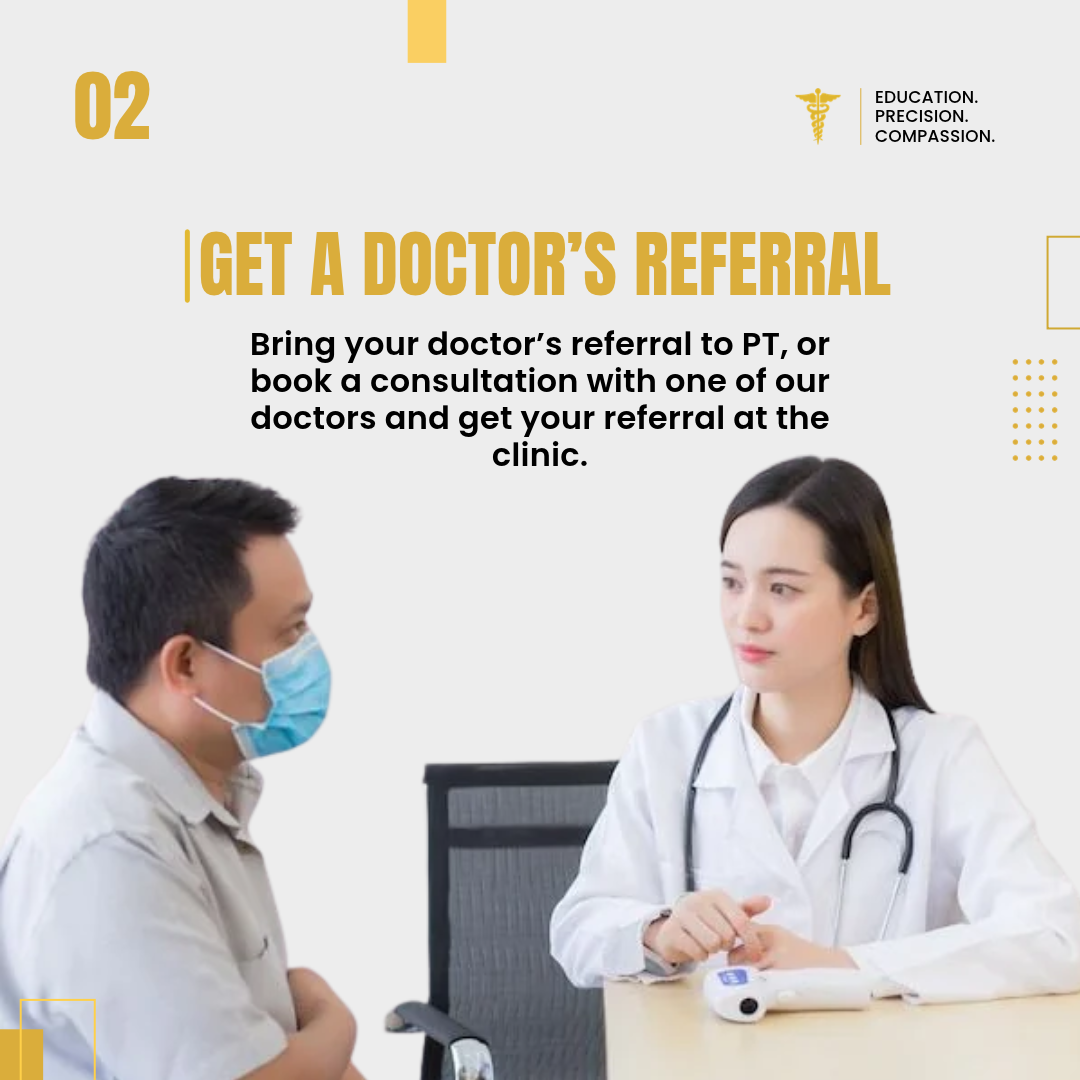 02
EDUCATION.
PRECISION.
COMPASSION.
GET A DOCTOR’S REFERRAL
Bring your doctor’s referral to PT, or
book a consultation with one of our
doctors and get your referral at the
clinic.